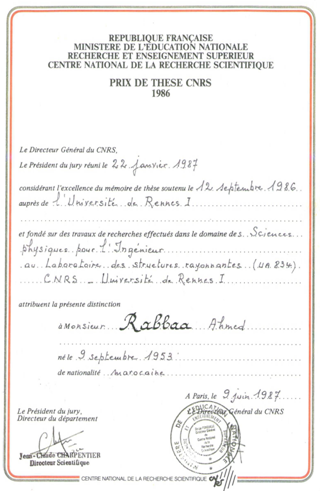 REPUBLIQUE FRANÇAISE
MINISTERE DE L'ÉDUCATION NATIONALE
RECHERCHE ET ENSEIGNEMENT SUPERIEUR
CENTRE NATIONAL DE LA RECHERCHE SCIENTIFIQUE
PRIX DE THESE CNRS
1986
Le Directeur Général du CNRS,
Le Président du jury réuni le 22 janvier 1987
considérant l'excellence du mémoire de thèse soutenu le 12 septembre 1986
auprès de l'Université de Rennes I
et fondé sur des travaux de recherches effectués dans le domaine des Sciences
physiques pour l'Ingénieur
au Laboratoire des structures rayonnantes (UA 834)
CNRS - Université de Rennes I
attribuent la présente distinction
à Monsieur Rabbaa Ahmed
né le 9 septembre 1953
de nationalité marocaine
A Paris, le 9 juin 1987
Le Président du jury,
Directeur du département
Le Directeur Général du CNRS
Jean-Claude CHARPENTIER
Directeur Scientifique
CENTRE NATIONAL DE LA RECHERCHE SCIENTIFIQUE